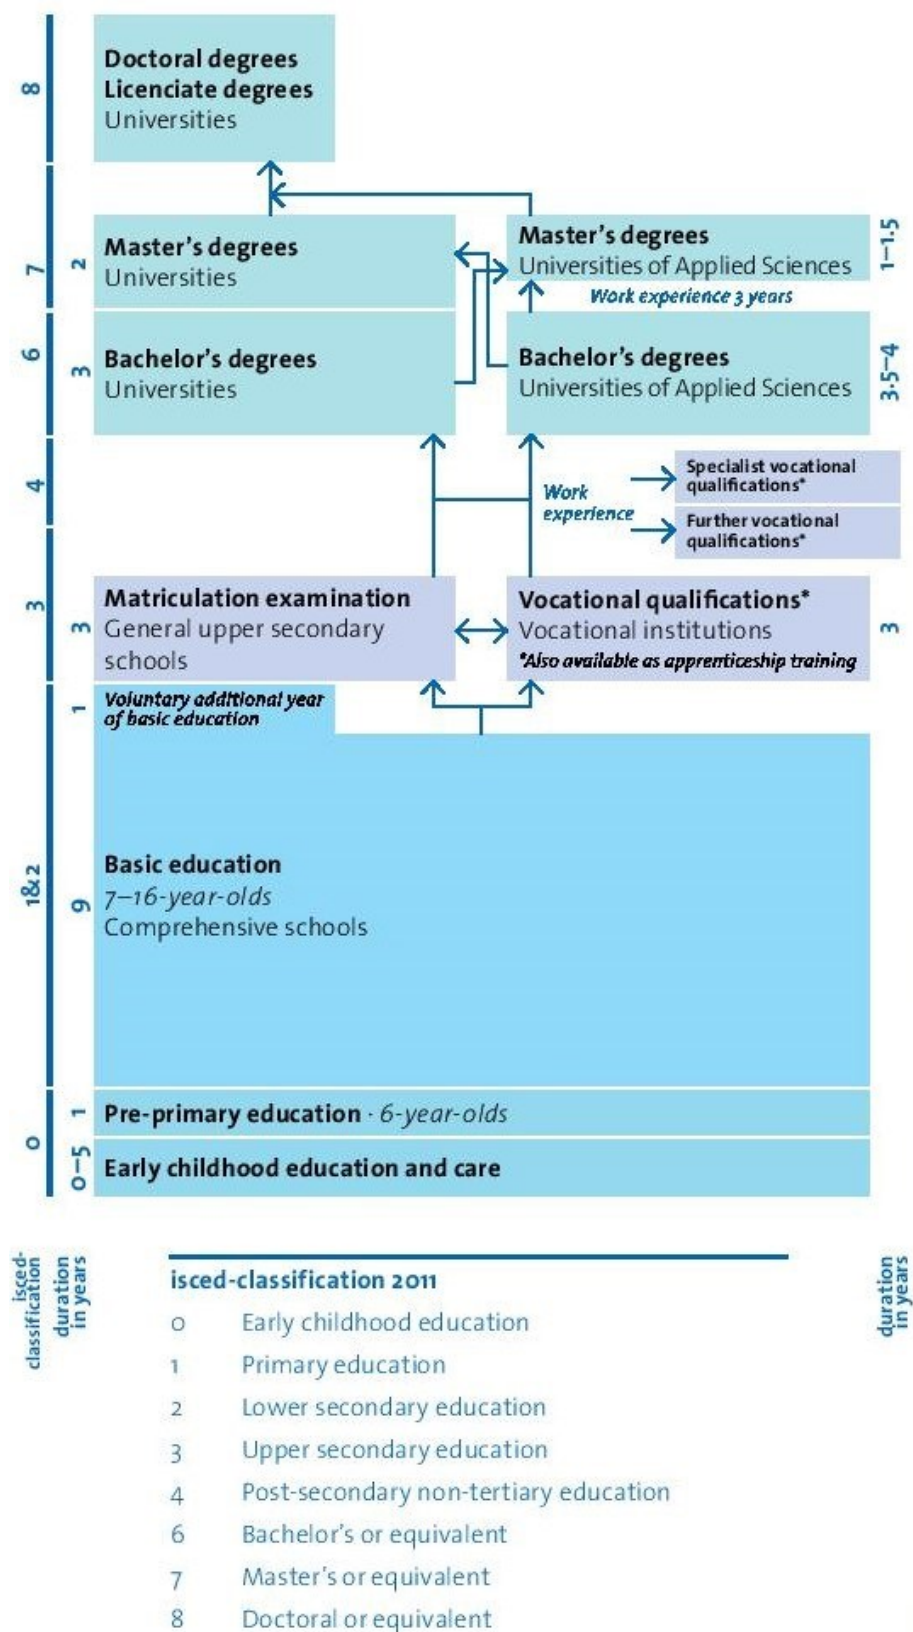 8
Doctoral degrees
Licenciate degrees
Universities
7
2
Master's degrees
Universities
Master's degrees
Universities of Applied Sciences
1–1.5
Work experience 3 years
6
3
Bachelor's degrees
Universities
Bachelor's degrees
Universities of Applied Sciences
3.5–4
4
Work
experience
Specialist vocational
qualifications*
Further vocational
qualifications*
3
3
Matriculation examination
General upper secondary
schools
Vocational qualifications*
Vocational institutions
*Also available as apprenticeship training
3
1
Voluntary additional year
of basic education
1&2
9
Basic education
7–16-year-olds
Comprehensive schools
0
1
Pre-primary education · 6-year-olds
0–5
Early childhood education and care
isced-
classification
duration
in years
duration
in years
isced-classification 2011
0 Early childhood education
1 Primary education
2 Lower secondary education
3 Upper secondary education
4 Post-secondary non-tertiary education
6 Bachelor's or equivalent
7 Master's or equivalent
8 Doctoral or equivalent